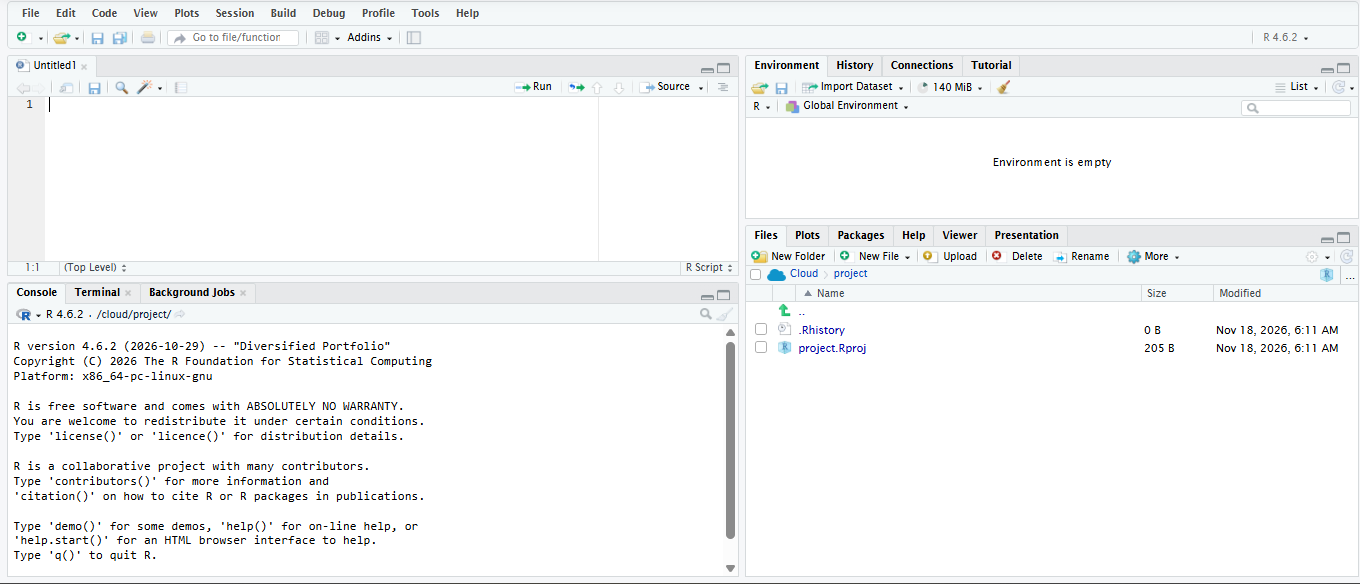 File Edit Code View Plots Session Build Debug Profile Tools Help
Go to file/function Addins R 4.6.2
Untitled1
Run Source
1
1:1 (Top Level) R Script
Console Terminal Background Jobs
R 4.6.2 · /cloud/project/
R version 4.6.2 (2026-10-29) -- "Diversified Portfolio"
Copyright (C) 2026 The R Foundation for Statistical Computing
Platform: x86_64-pc-linux-gnu
R is free software and comes with ABSOLUTELY NO WARRANTY.
You are welcome to redistribute it under certain conditions.
Type 'license()' or 'licence()' for distribution details.
R is a collaborative project with many contributors.
Type 'contributors()' for more information and
'citation()' on how to cite R or R packages in publications.
Type 'demo()' for some demos, 'help()' for on-line help, or
'help.start()' for an HTML browser interface to help.
Type 'q()' to quit R.
Environment History Connections Tutorial
Import Dataset 140 MiB List
R Global Environment
Environment is empty
Files Plots Packages Help Viewer Presentation
New Folder New File Upload Delete Rename More
Cloud project ...
Name Size Modified
..
.Rhistory 0 B Nov 18, 2026, 6:11 AM
project.Rproj 205 B Nov 18, 2026, 6:11 AM